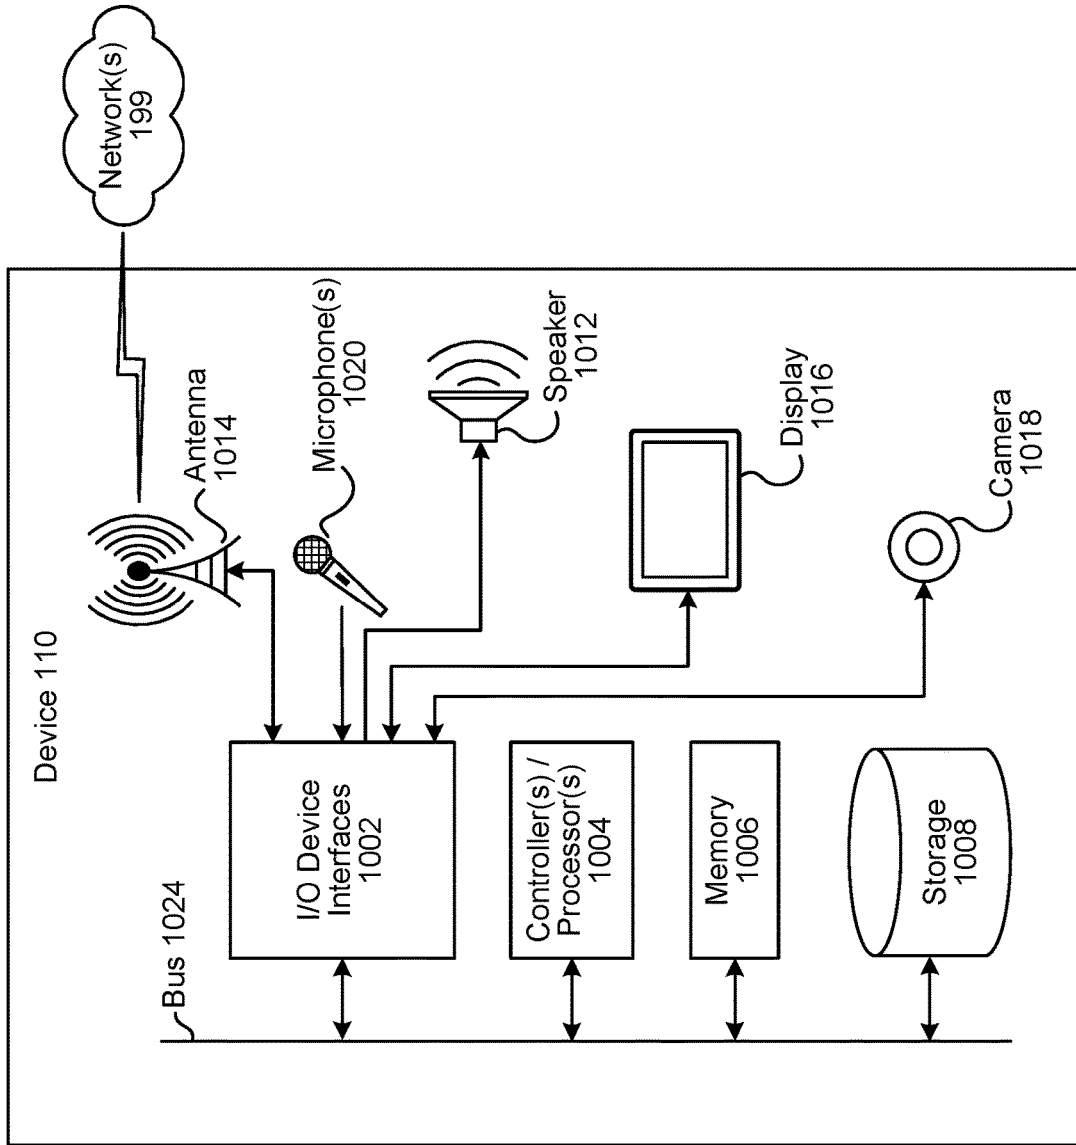 Device 110
Bus 1024
I/O Device
Interfaces
1002
Controller(s) /
Processor(s)
1004
Memory
1006
Storage
1008
Antenna
1014
Microphone(s)
1020
Speaker
1012
Display
1016
Camera
1018
Network(s)
199